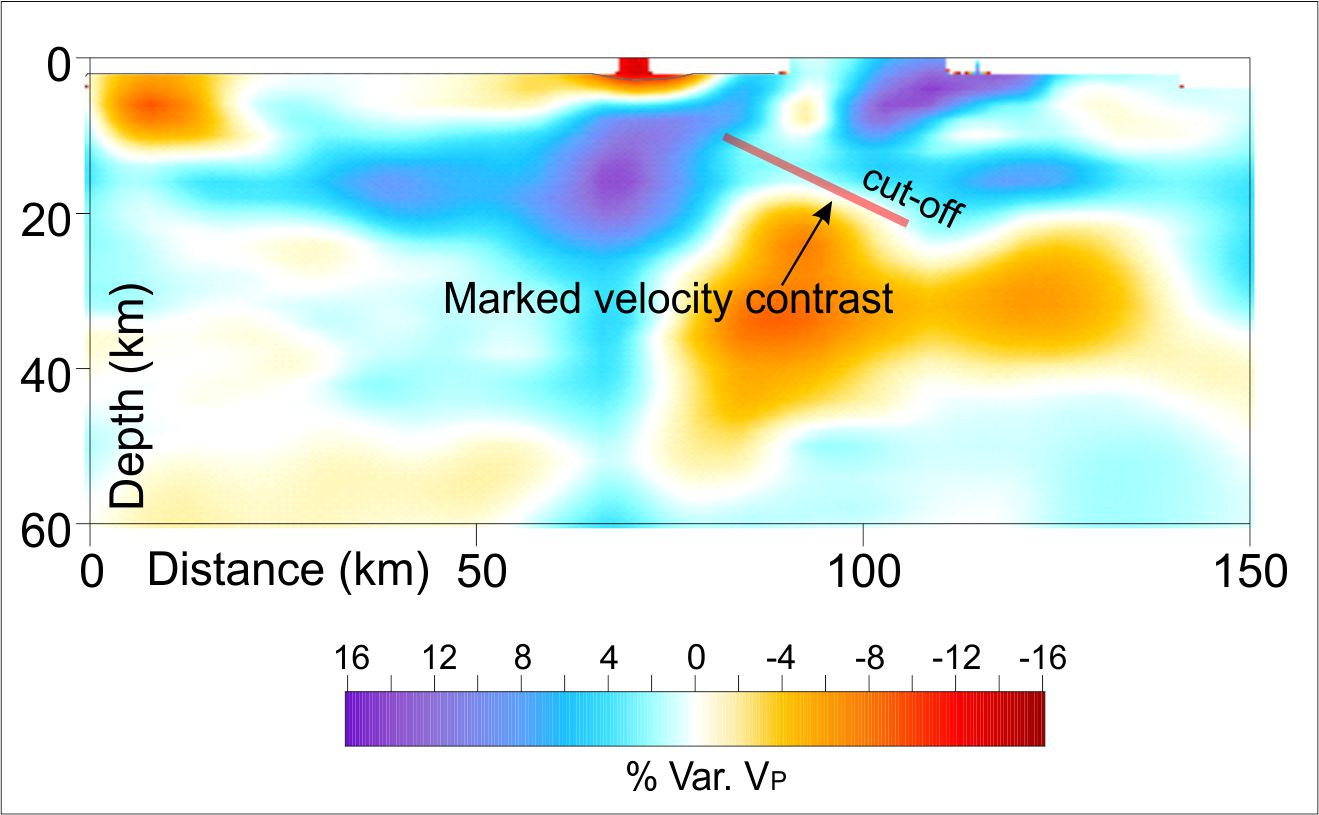 0
20
40
60
Depth (km)
cut-off
Marked velocity contrast
0 Distance (km) 50 100 150
16 12 8 4 0 -4 -8 -12 -16
% Var. VP